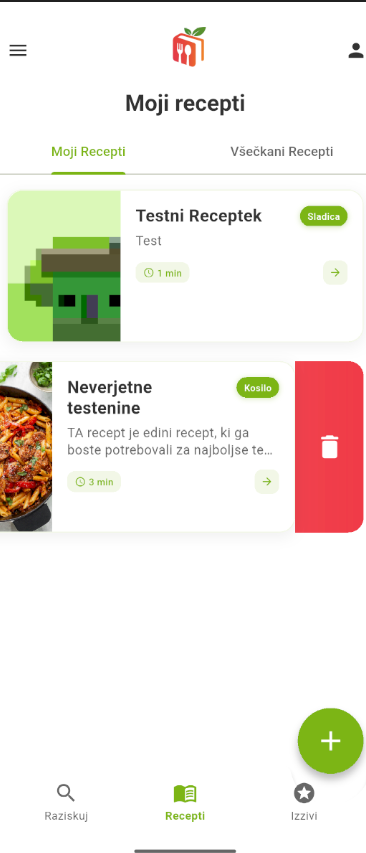 Moji recepti
Moji Recepti
Všečkani Recepti
Testni Receptek
Sladica
Test
1 min
Neverjetne
testenine
Kosilo
TA recept je edini recept, ki ga
boste potrebovali za najboljse te...
3 min
Raziskuj
Recepti
Izzivi